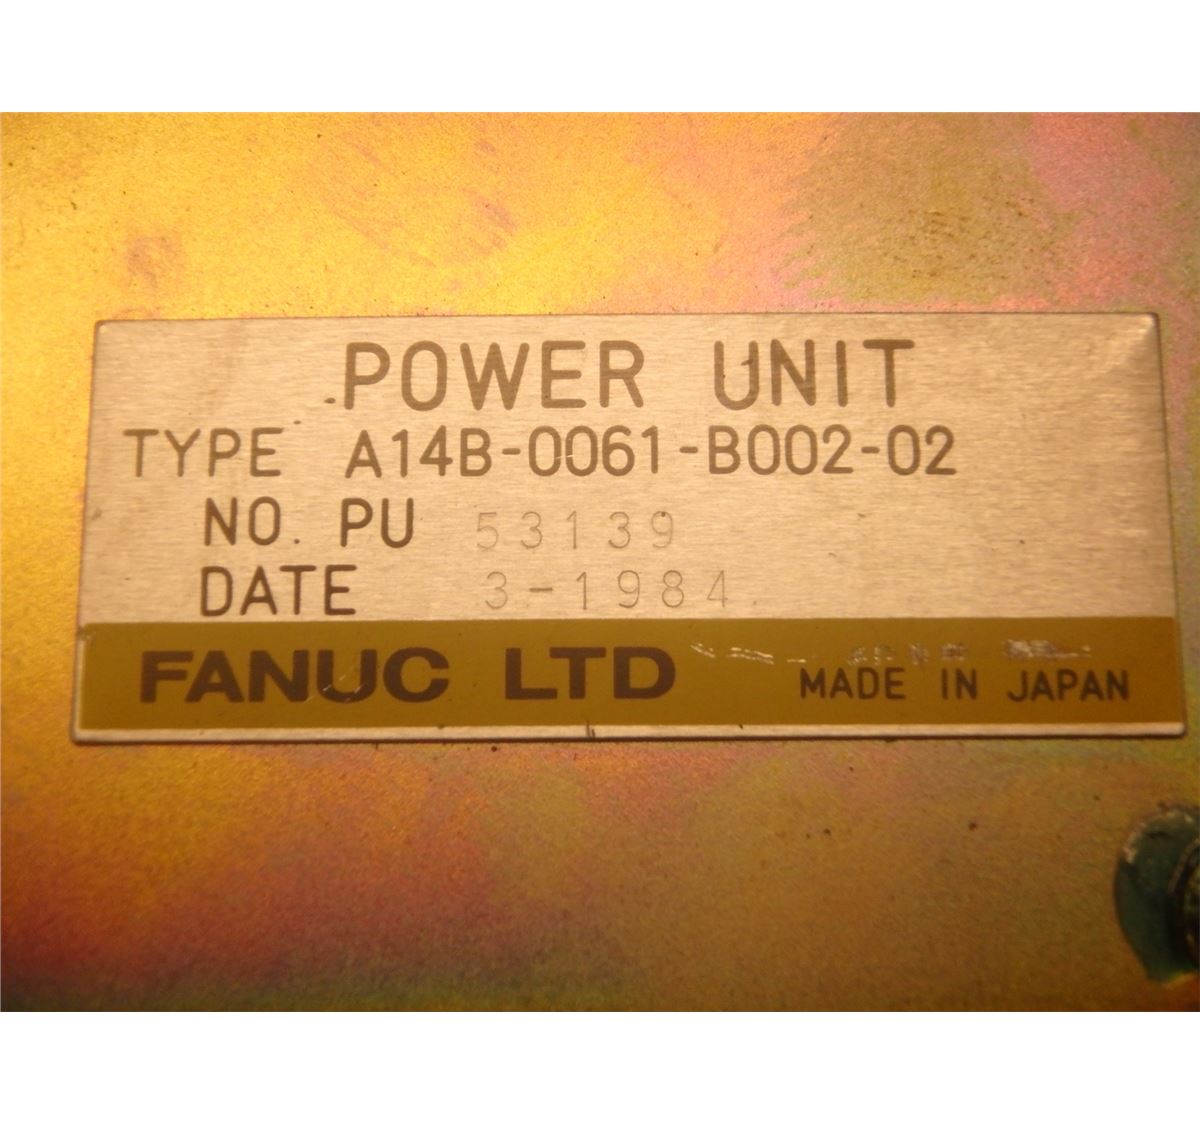 POWER UNIT
TYPE A14B-0061-B002-02
NO. PU 53139
DATE 3-1984
FANUC LTD MADE IN JAPAN